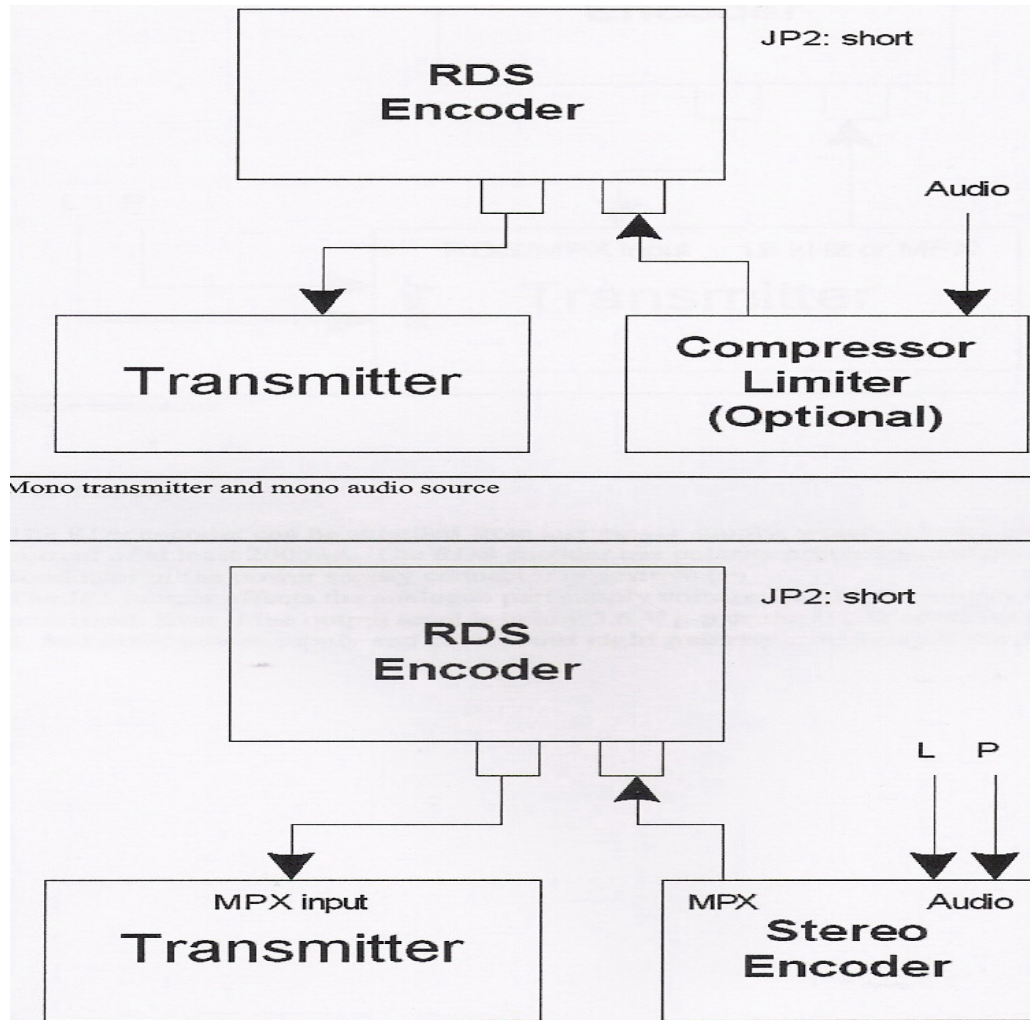 JP2: short
RDS
Encoder
Audio
Transmitter
Compressor
Limiter
(Optional)
Mono transmitter and mono audio source
JP2: short
RDS
Encoder
L P
MPX input
Transmitter
MPX Audio
Stereo
Encoder